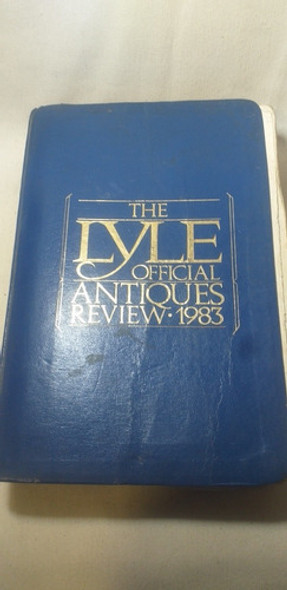 THE
LYLE
OFFICIAL
ANTIQUES
REVIEW·1983